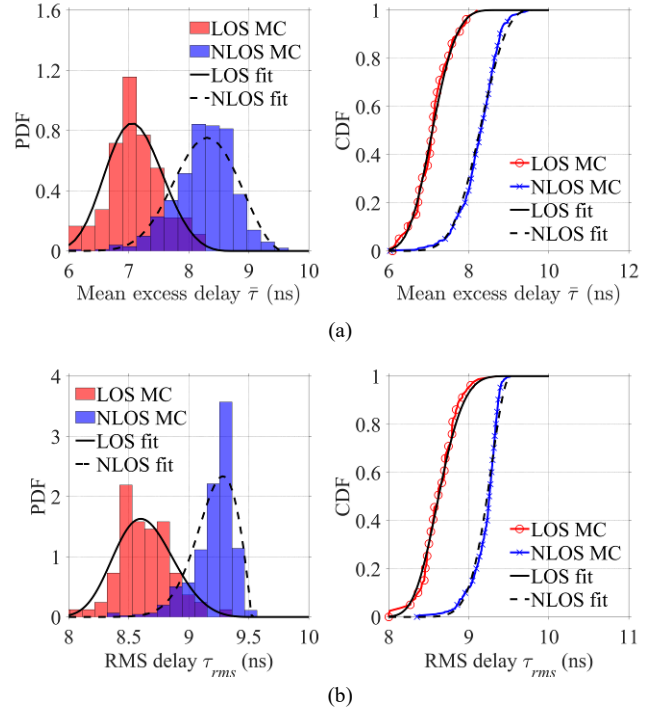 1.6
1.2
0.8
0.4
0
PDF
LOS MC
NLOS MC
LOS fit
NLOS fit
6 7 8 9 10
Mean excess delay τ̄ (ns)
1
0.8
0.6
0.4
0.2
0
CDF
LOS MC
NLOS MC
LOS fit
NLOS fit
6 8 10 12
Mean excess delay τ̄ (ns)
(a)
4
3
2
1
0
PDF
LOS MC
NLOS MC
LOS fit
NLOS fit
8 8.5 9 9.5 10
RMS delay τrms (ns)
1
0.8
0.6
0.4
0.2
0
CDF
LOS MC
NLOS MC
LOS fit
NLOS fit
8 9 10 11
RMS delay τrms (ns)
(b)